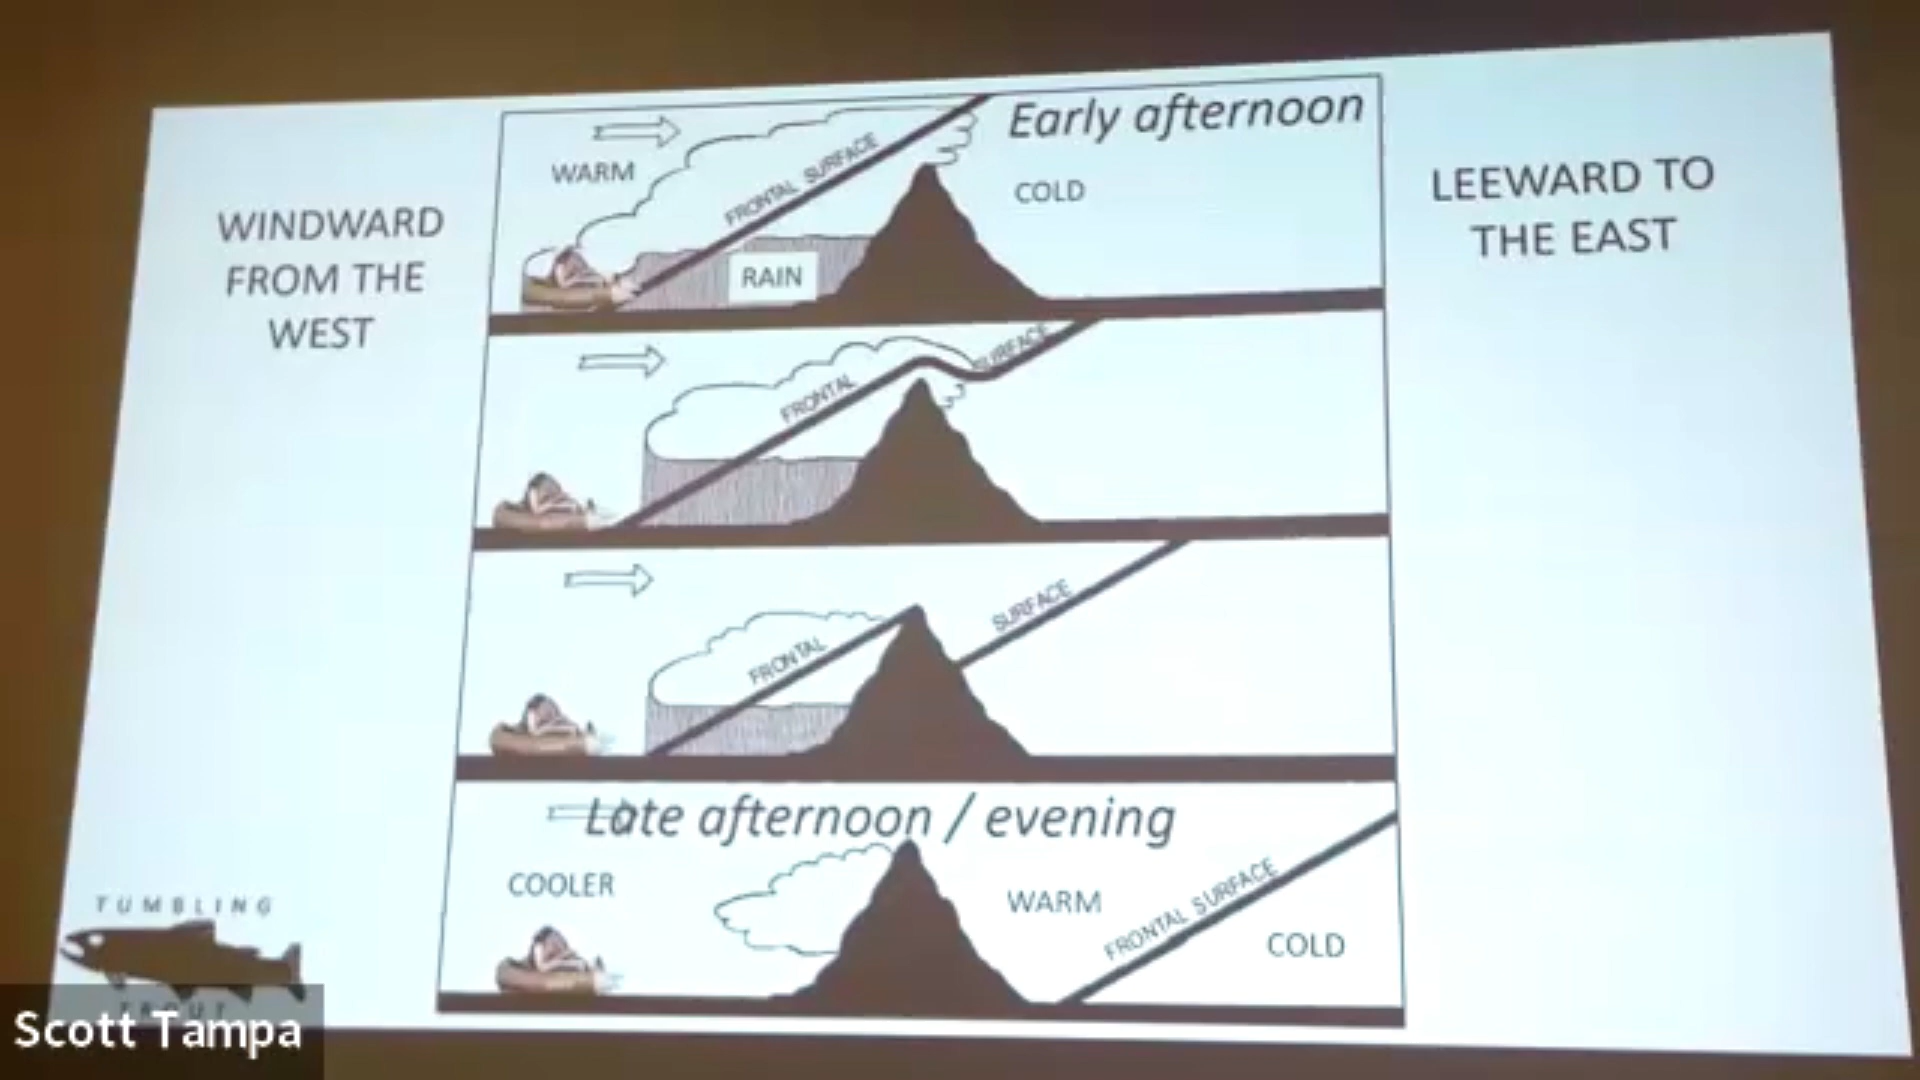 WINDWARD
FROM THE
WEST
Early afternoon
WARM
FRONTAL SURFACE
COLD
RAIN
LEEWARD TO
THE EAST
FRONTAL
SURFACE
FRONTAL
SURFACE
Late afternoon / evening
COOLER
WARM
FRONTAL SURFACE
COLD
TUMBLING
TROUT
Scott Tampa